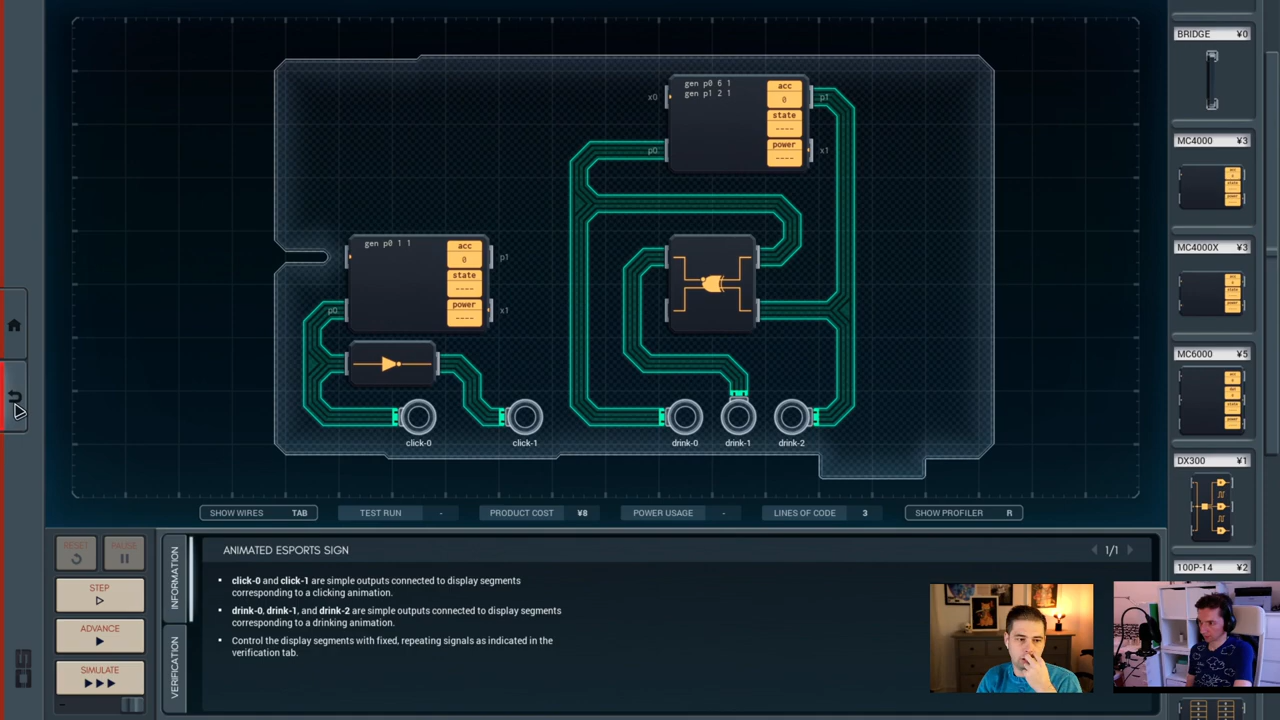 BRIDGE ¥0
MC4000 ¥3
MC4000X ¥3
MC6000 ¥5
DX300 ¥1
100P-14 ¥2
gen p0 6 1
gen p1 2 1
acc
0
state
----
power
----
x0
p0
p1
x1
gen p0 1 1
acc
0
state
----
power
----
p1
x1
p0
click-0
click-1
drink-0
drink-1
drink-2
SHOW WIRES TAB
TEST RUN -
PRODUCT COST ¥8
POWER USAGE -
LINES OF CODE 3
SHOW PROFILER R
RESET
PAUSE
STEP
ADVANCE
SIMULATE
INFORMATION
VERIFICATION
ANIMATED ESPORTS SIGN
1/1
click-0 and click-1 are simple outputs connected to display segments
corresponding to a clicking animation.
drink-0, drink-1, and drink-2 are simple outputs connected to display segments
corresponding to a drinking animation.
Control the display segments with fixed, repeating signals as indicated in the
verification tab.